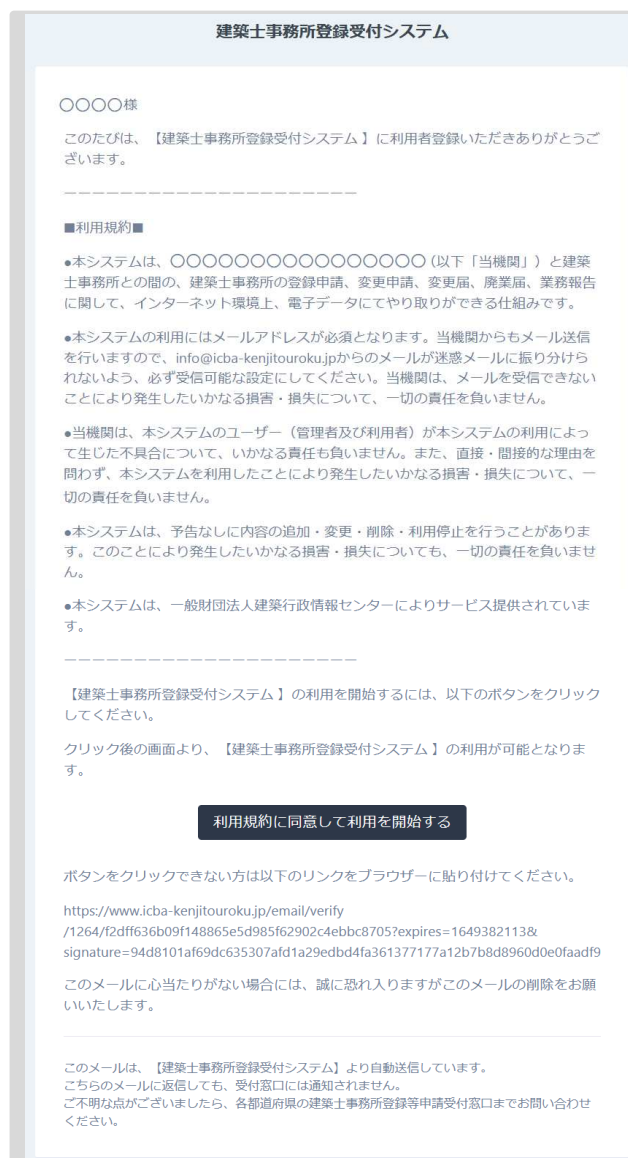 建築士事務所登録受付システム
〇〇〇〇様
このたびは、【建築士事務所登録受付システム 】に利用者登録いただきありがとうご
ざいます。
ーーーーーーーーーーーーーーーーーーーーー
■利用規約■
●本システムは、〇〇〇〇〇〇〇〇〇〇〇〇〇〇〇〇(以下「当機関」）と建築
士事務所との間の、建築士事務所の登録申請、変更申請、変更届、廃業届、業務報告
に関して、インターネット環境上、電子データにてやり取りができる仕組みです。
●本システムの利用にはメールアドレスが必須となります。当機関からもメール送信
を行いますので、info@icba-kenjitouroku.jpからのメールが迷惑メールに振り分けら
れないよう、必ず受信可能な設定にしてください。当機関は、メールを受信できない
ことにより発生したいかなる損害・損失について、一切の責任を負いません。
●当機関は、本システムのユーザー（管理者及び利用者）が本システムの利用によっ
て生じた不具合について、いかなる責任も負いません。また、直接・間接的な理由を
問わず、本システムを利用したことにより発生したいかなる損害・損失について、一
切の責任を負いません。
●本システムは、予告なしに内容の追加・変更・削除・利用停止を行うことがありま
す。このことにより発生したいかなる損害・損失についても、一切の責任を負いませ
ん。
●本システムは、一般財団法人建築行政情報センターによりサービス提供されていま
す。
ーーーーーーーーーーーーーーーーーーーーー
【建築士事務所登録受付システム 】の利用を開始するには、以下のボタンをクリック
してください。
クリック後の画面より、【建築士事務所登録受付システム 】の利用が可能となりま
す。
利用規約に同意して利用を開始する
ボタンをクリックできない方は以下のリンクをブラウザーに貼り付けてください。
https://www.icba-kenjitouroku.jp/email/verify
/1264/f2dff636b09f148865e5d985f62902c4ebbc8705?expires=1649382113&
signature=94d8101af69dc635307afd1a29edbd4fa361377177a12b7b8d8960d0e0faadf9
このメールに心当たりがない場合には、誠に恐れ入りますがこのメールの削除をお願
いいたします。
このメールは、【建築士事務所登録受付システム】より自動送信しています。
こちらのメールに返信しても、受付窓口には通知されません。
ご不明な点がございましたら、各都道府県の建築士事務所登録等申請受付窓口までお問い合わせ
ください。